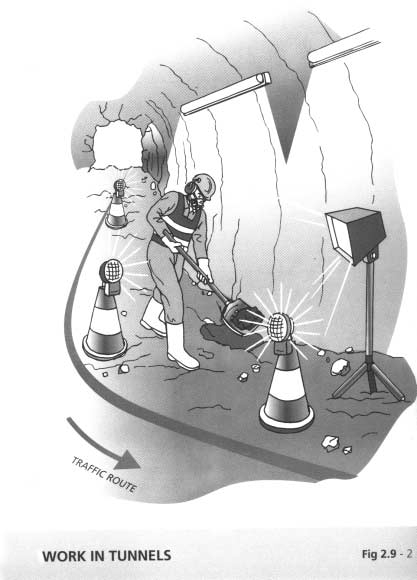 TRAFFIC ROUTE
WORK IN TUNNELS
Fig 2.9 - 2